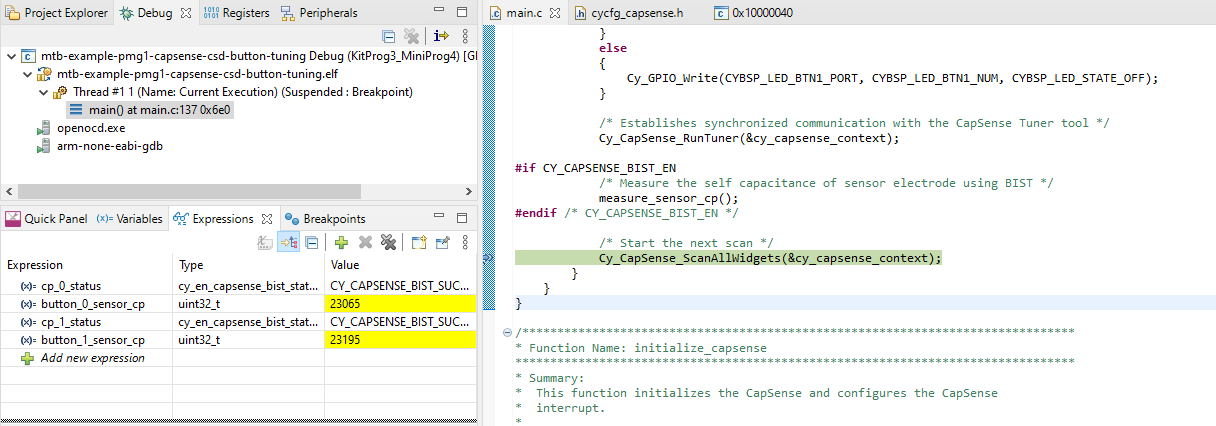 Project Explorer
Debug
Registers
Peripherals
mtb-example-pmg1-capsense-csd-button-tuning Debug (KitProg3_MiniProg4) [G
mtb-example-pmg1-capsense-csd-button-tuning.elf
Thread #1 1 (Name: Current Execution) (Suspended : Breakpoint)
main() at main.c:137 0x6e0
openocd.exe
arm-none-eabi-gdb
Quick Panel
(x)= Variables
Expressions
Breakpoints
Expression Type Value
(x)= cp_0_status cy_en_capsense_bist_stat... CY_CAPSENSE_BIST_SUC...
(x)= button_0_sensor_cp uint32_t 23065
(x)= cp_1_status cy_en_capsense_bist_stat... CY_CAPSENSE_BIST_SUC...
(x)= button_1_sensor_cp uint32_t 23195
Add new expression
main.c
cycfg_capsense.h
0x10000040
}
else
{
Cy_GPIO_Write(CYBSP_LED_BTN1_PORT, CYBSP_LED_BTN1_NUM, CYBSP_LED_STATE_OFF);
}
/* Establishes synchronized communication with the CapSense Tuner tool */
Cy_CapSense_RunTuner(&cy_capsense_context);
#if CY_CAPSENSE_BIST_EN
/* Measure the self capacitance of sensor electrode using BIST */
measure_sensor_cp();
#endif /* CY_CAPSENSE_BIST_EN */
/* Start the next scan */
Cy_CapSense_ScanAllWidgets(&cy_capsense_context);
}
}
}
/*******************************************************************************
* Function Name: initialize_capsense
********************************************************************************
* Summary:
* This function initializes the CapSense and configures the CapSense
* interrupt.
*